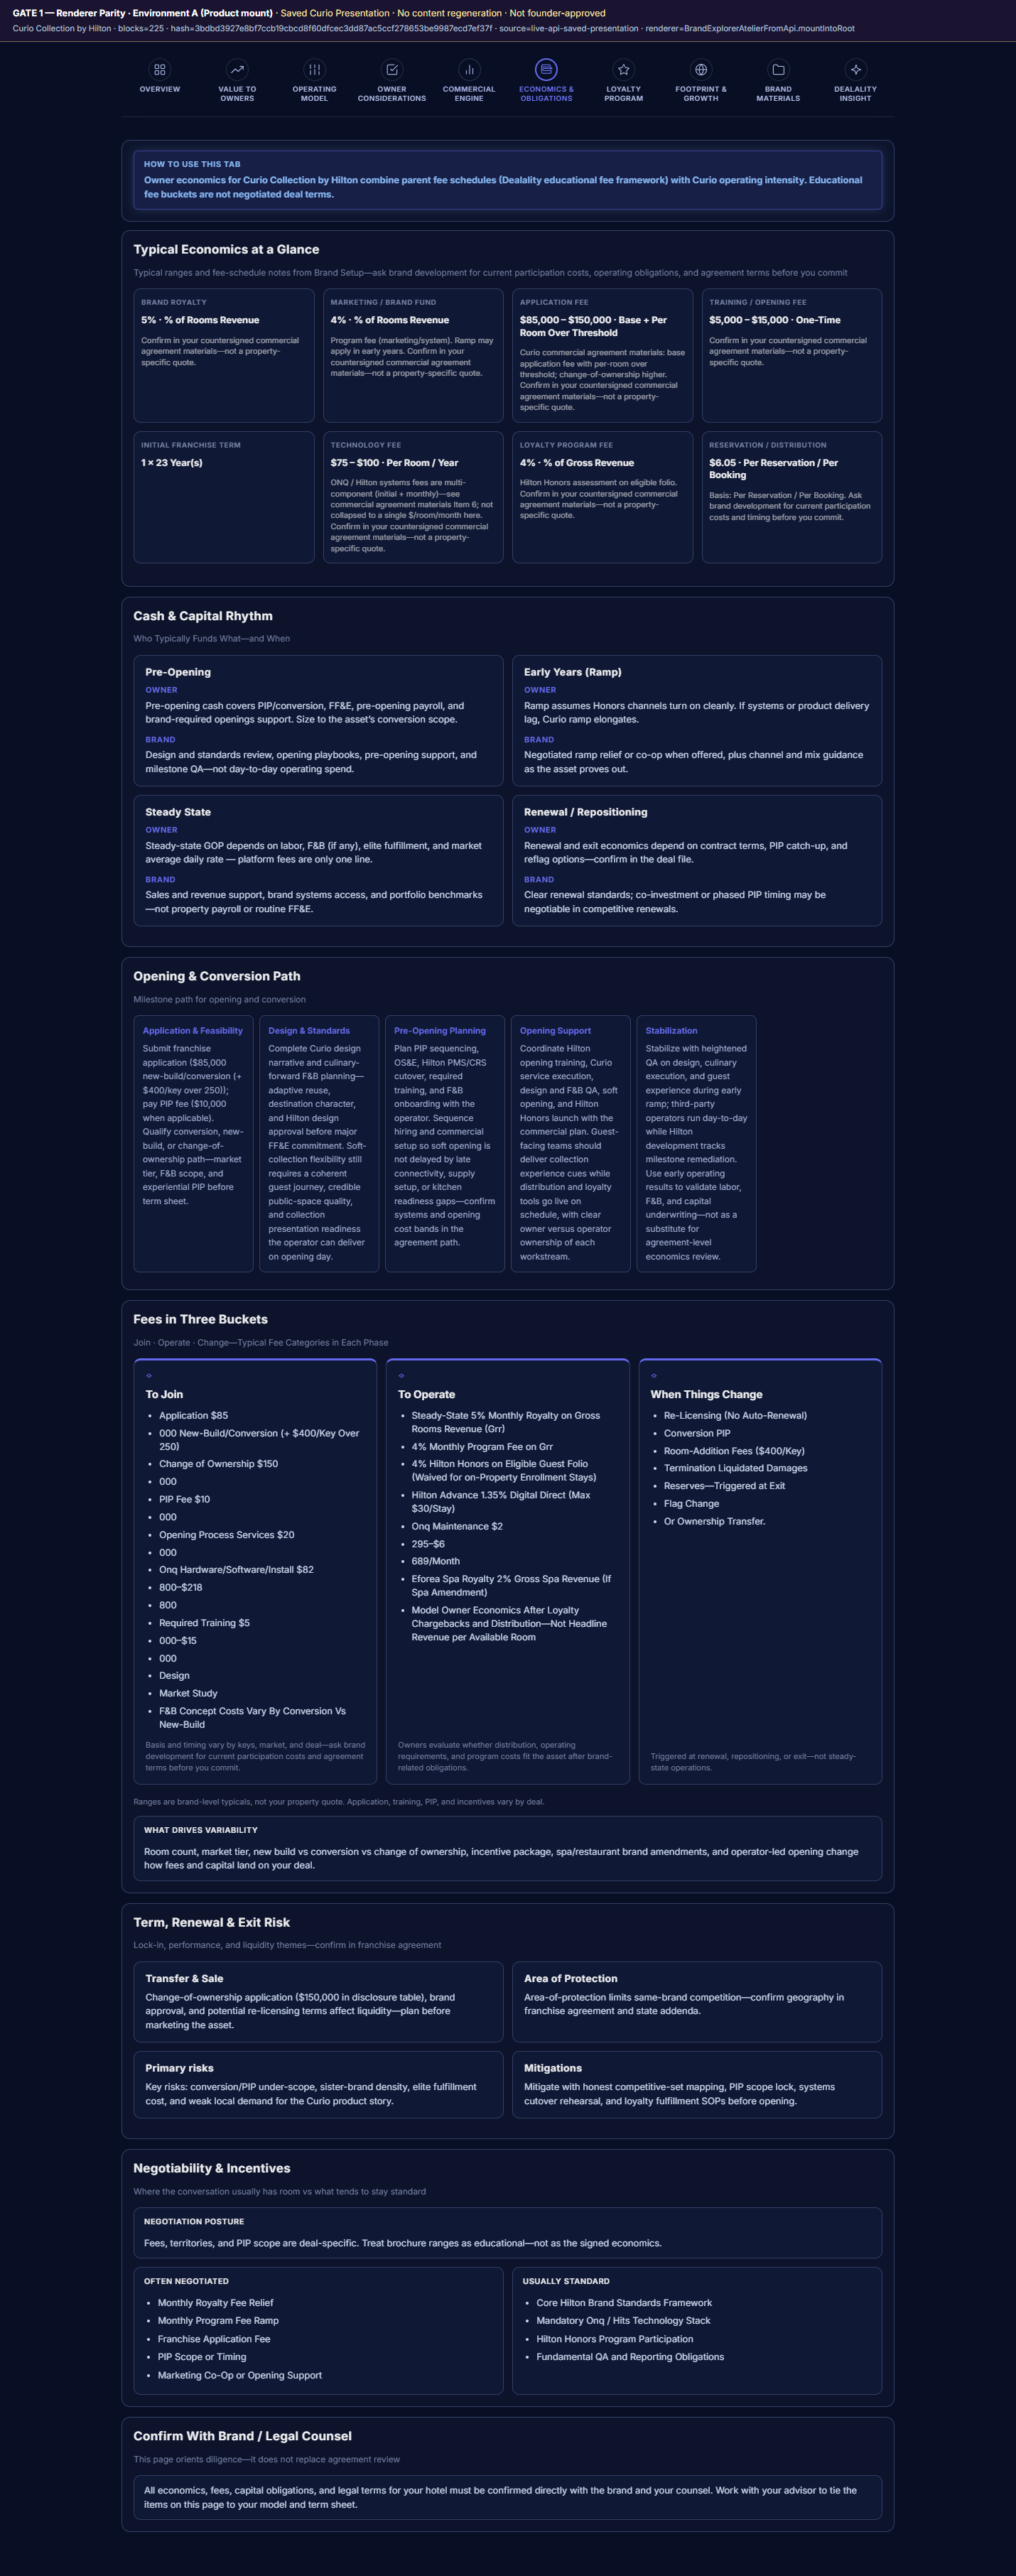 GATE 1 — Renderer Parity · Environment A (Product mount) · Saved Curio Presentation · No content regeneration · Not founder-approved
Curio Collection by Hilton · blocks=225 · hash=3bdbd3927e8bf7ccb19cbcd8f60dfcec3dd87ac5ccf278653be9987ecd7ef37f · source=live-api-saved-presentation · renderer=BrandExplorerAtelierFromApi.mountIntoRoot
OVERVIEW
VALUE TO
OWNERS
OPERATING
MODEL
OWNER
CONSIDERATIONS
COMMERCIAL
ENGINE
ECONOMICS &
OBLIGATIONS
LOYALTY
PROGRAM
FOOTPRINT &
GROWTH
BRAND
MATERIALS
DEALALITY
INSIGHT
HOW TO USE THIS TAB
Owner economics for Curio Collection by Hilton combine parent fee schedules (Dealality educational fee framework) with Curio operating intensity. Educational
fee buckets are not negotiated deal terms.
Typical Economics at a Glance
Typical ranges and fee-schedule notes from Brand Setup—ask brand development for current participation costs, operating obligations, and agreement terms before you commit
BRAND ROYALTY
5% · % of Rooms Revenue
Confirm in your countersigned commercial
agreement materials—not a property-
specific quote.
MARKETING / BRAND FUND
4% · % of Rooms Revenue
Program fee (marketing/system). Ramp may
apply in early years. Confirm in your
countersigned commercial agreement
materials—not a property-specific quote.
APPLICATION FEE
$85,000 – $150,000 · Base + Per
Room Over Threshold
Curio commercial agreement materials: base
application fee with per-room over
threshold; change-of-ownership higher.
Confirm in your countersigned commercial
agreement materials—not a property-
specific quote.
TRAINING / OPENING FEE
$5,000 – $15,000 · One-Time
Confirm in your countersigned commercial
agreement materials—not a property-
specific quote.
INITIAL FRANCHISE TERM
1 × 23 Year(s)
TECHNOLOGY FEE
$75 – $100 · Per Room / Year
ONQ / Hilton systems fees are multi-
component (initial + monthly)—see
commercial agreement materials Item 6; not
collapsed to a single $/room/month here.
Confirm in your countersigned commercial
agreement materials—not a property-
specific quote.
LOYALTY PROGRAM FEE
4% · % of Gross Revenue
Hilton Honors assessment on eligible folio.
Confirm in your countersigned commercial
agreement materials—not a property-
specific quote.
RESERVATION / DISTRIBUTION
$6.05 · Per Reservation / Per
Booking
Basis: Per Reservation / Per Booking. Ask
brand development for current participation
costs and timing before you commit.
Cash & Capital Rhythm
Who Typically Funds What—and When
Pre-Opening
OWNER
Pre-opening cash covers PIP/conversion, FF&E, pre-opening payroll, and
brand-required openings support. Size to the asset's conversion scope.
BRAND
Design and standards review, opening playbooks, pre-opening support, and
milestone QA—not day-to-day operating spend.
Early Years (Ramp)
OWNER
Ramp assumes Honors channels turn on cleanly. If systems or product delivery
lag, Curio ramp elongates.
BRAND
Negotiated ramp relief or co-op when offered, plus channel and mix guidance
as the asset proves out.
Steady State
OWNER
Steady-state GOP depends on labor, F&B (if any), elite fulfillment, and market
average daily rate — platform fees are only one line.
BRAND
Sales and revenue support, brand systems access, and portfolio benchmarks
—not property payroll or routine FF&E.
Renewal / Repositioning
OWNER
Renewal and exit economics depend on contract terms, PIP catch-up, and
reflag options—confirm in the deal file.
BRAND
Clear renewal standards; co-investment or phased PIP timing may be
negotiable in competitive renewals.
Opening & Conversion Path
Milestone path for opening and conversion
Application & Feasibility
Submit franchise
application ($85,000
new-build/conversion (+
$400/key over 250));
pay PIP fee ($10,000
when applicable).
Qualify conversion, new-
build, or change-of-
ownership path—market
tier, F&B scope, and
experiential PIP before
term sheet.
Design & Standards
Complete Curio design
narrative and culinary-
forward F&B planning—
adaptive reuse,
destination character,
and Hilton design
approval before major
FF&E commitment. Soft-
collection flexibility still
requires a coherent
guest journey, credible
public-space quality,
and collection
presentation readiness
the operator can deliver
on opening day.
Pre-Opening Planning
Plan PIP sequencing,
OS&E, Hilton PMS/CRS
cutover, required
training, and F&B
onboarding with the
operator. Sequence
hiring and commercial
setup so soft opening is
not delayed by late
connectivity, supply
setup, or kitchen
readiness gaps—confirm
systems and opening
cost bands in the
agreement path.
Opening Support
Coordinate Hilton
opening training, Curio
service execution,
design and F&B QA, soft
opening, and Hilton
Honors launch with the
commercial plan. Guest-
facing teams should
deliver collection
experience cues while
distribution and loyalty
tools go live on
schedule, with clear
owner versus operator
ownership of each
workstream.
Stabilization
Stabilize with heightened
QA on design, culinary
execution, and guest
experience during early
ramp; third-party
operators run day-to-day
while Hilton
development tracks
milestone remediation.
Use early operating
results to validate labor,
F&B, and capital
underwriting—not as a
substitute for
agreement-level
economics review.
Fees in Three Buckets
Join · Operate · Change—Typical Fee Categories in Each Phase
To Join
• Application $85
• 000 New-Build/Conversion (+ $400/Key Over
250)
• Change of Ownership $150
• 000
• PIP Fee $10
• 000
• Opening Process Services $20
• 000
• Onq Hardware/Software/Install $82
• 800–$218
• 800
• Required Training $5
• 000–$15
• 000
• Design
• Market Study
• F&B Concept Costs Vary By Conversion Vs
New-Build
Basis and timing vary by keys, market, and deal—ask brand
development for current participation costs and agreement
terms before you commit.
To Operate
• Steady-State 5% Monthly Royalty on Gross
Rooms Revenue (Grr)
• 4% Monthly Program Fee on Grr
• 4% Hilton Honors on Eligible Guest Folio
(Waived for on-Property Enrollment Stays)
• Hilton Advance 1.35% Digital Direct (Max
$30/Stay)
• Onq Maintenance $2
• 295–$6
• 689/Month
• Eforea Spa Royalty 2% Gross Spa Revenue (If
Spa Amendment)
• Model Owner Economics After Loyalty
Chargebacks and Distribution—Not Headline
Revenue per Available Room
Owners evaluate whether distribution, operating
requirements, and program costs fit the asset after brand-
related obligations.
When Things Change
• Re-Licensing (No Auto-Renewal)
• Conversion PIP
• Room-Addition Fees ($400/Key)
• Termination Liquidated Damages
• Reserves—Triggered at Exit
• Flag Change
• Or Ownership Transfer.
Triggered at renewal, repositioning, or exit—not steady-
state operations.
Ranges are brand-level typicals, not your property quote. Application, training, PIP, and incentives vary by deal.
WHAT DRIVES VARIABILITY
Room count, market tier, new build vs conversion vs change of ownership, incentive package, spa/restaurant brand amendments, and operator-led opening change
how fees and capital land on your deal.
Term, Renewal & Exit Risk
Lock-in, performance, and liquidity themes—confirm in franchise agreement
Transfer & Sale
Change-of-ownership application ($150,000 in disclosure table), brand
approval, and potential re-licensing terms affect liquidity—plan before
marketing the asset.
Area of Protection
Area-of-protection limits same-brand competition—confirm geography in
franchise agreement and state addenda.
Primary risks
Key risks: conversion/PIP under-scope, sister-brand density, elite fulfillment
cost, and weak local demand for the Curio product story.
Mitigations
Mitigate with honest competitive-set mapping, PIP scope lock, systems
cutover rehearsal, and loyalty fulfillment SOPs before opening.
Negotiability & Incentives
Where the conversation usually has room vs what tends to stay standard
NEGOTIATION POSTURE
Fees, territories, and PIP scope are deal-specific. Treat brochure ranges as educational—not as the signed economics.
OFTEN NEGOTIATED
• Monthly Royalty Fee Relief
• Monthly Program Fee Ramp
• Franchise Application Fee
• PIP Scope or Timing
• Marketing Co-Op or Opening Support
USUALLY STANDARD
• Core Hilton Brand Standards Framework
• Mandatory Onq / Hits Technology Stack
• Hilton Honors Program Participation
• Fundamental QA and Reporting Obligations
Confirm With Brand / Legal Counsel
This page orients diligence—it does not replace agreement review
All economics, fees, capital obligations, and legal terms for your hotel must be confirmed directly with the brand and your counsel. Work with your advisor to tie the
items on this page to your model and term sheet.